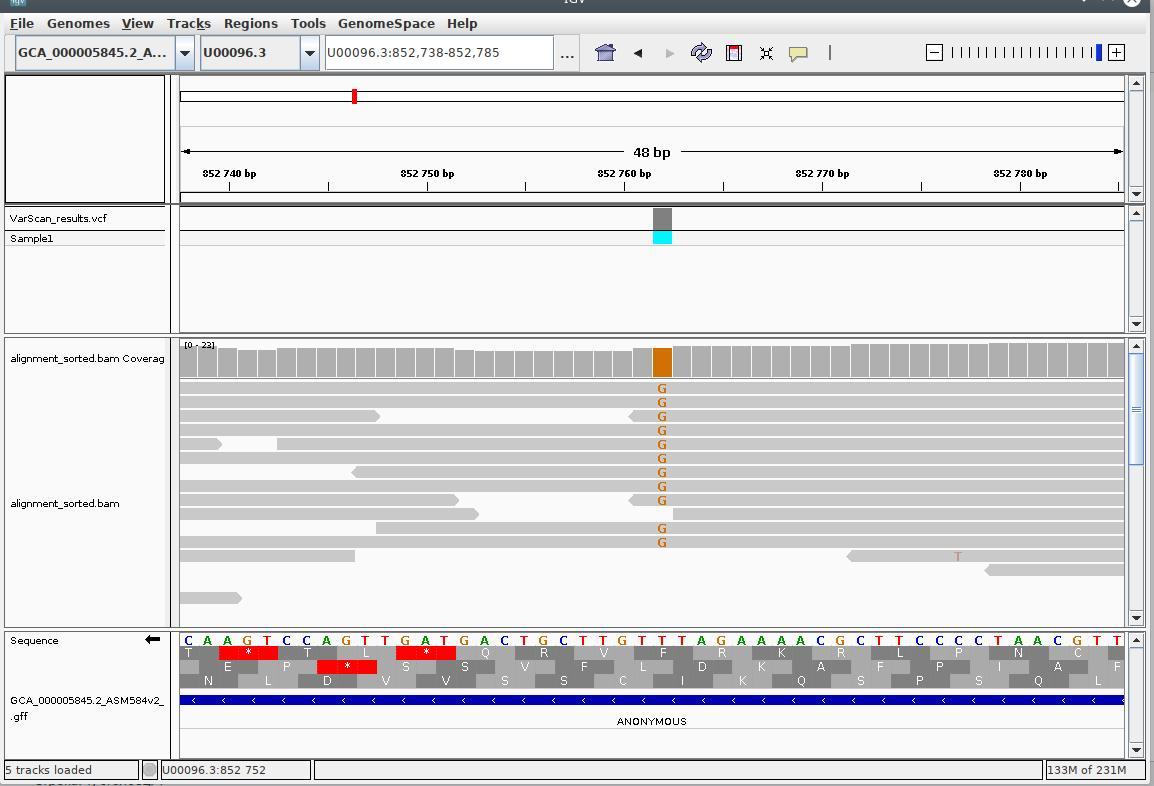 IGV
File Genomes View Tracks Regions Tools GenomeSpace Help
GCA_000005845.2_A... U00096.3 U00096.3:852,738-852,785 ...
48 bp
852 740 bp 852 750 bp 852 760 bp 852 770 bp 852 780 bp
VarScan_results.vcf
Sample1
[0 - 23]
alignment_sorted.bam Coverag
G
G
G
G
G
G
G
G
G
alignment_sorted.bam
G
G
T
Sequence C A A G T C C A G T T G A T G A C T G C T T G T T T A G A A A A C G C T T C C C C T A A C G T T
T * T L * Q R V F R K R L P N C
E P * S S V F L D K A F P I A F
N L D V V S S C I K Q S P S Q L
GCA_000005845.2_ASM584v2_
.gff
ANONYMOUS
5 tracks loaded U00096.3:852 752 133M of 231M